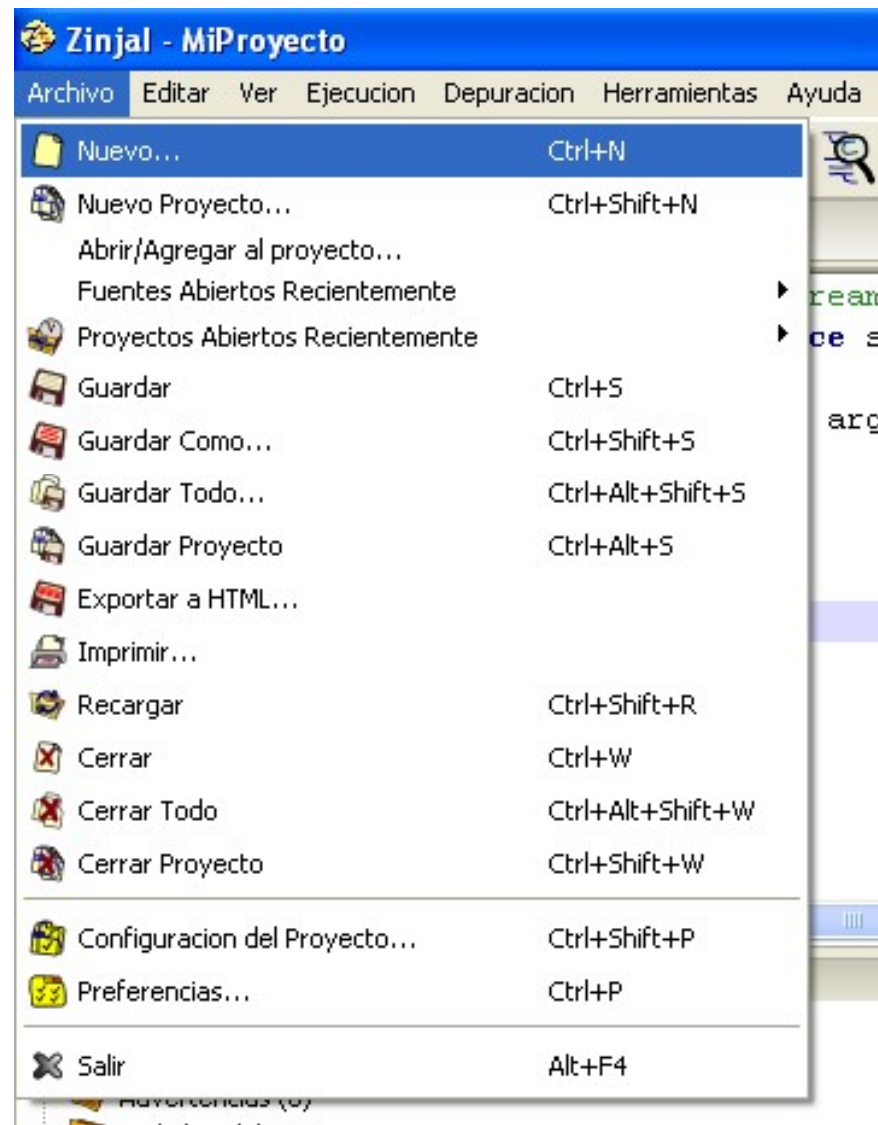 Zinjal - MiProyecto
Archivo Editar Ver Ejecucion Depuracion Herramientas Ayuda
Nuevo... Ctrl+N
Nuevo Proyecto... Ctrl+Shift+N
Abrir/Agregar al proyecto...
Fuentes Abiertos Recientemente
Proyectos Abiertos Recientemente
ce s
Guardar Ctrl+S
arg
Guardar Como... Ctrl+Shift+S
Guardar Todo... Ctrl+Alt+Shift+S
Guardar Proyecto Ctrl+Alt+S
Exportar a HTML...
Imprimir...
Recargar Ctrl+Shift+R
Cerrar Ctrl+W
Cerrar Todo Ctrl+Alt+Shift+W
Cerrar Proyecto Ctrl+Shift+W
Configuracion del Proyecto... Ctrl+Shift+P
Preferencias... Ctrl+P
Salir Alt+F4